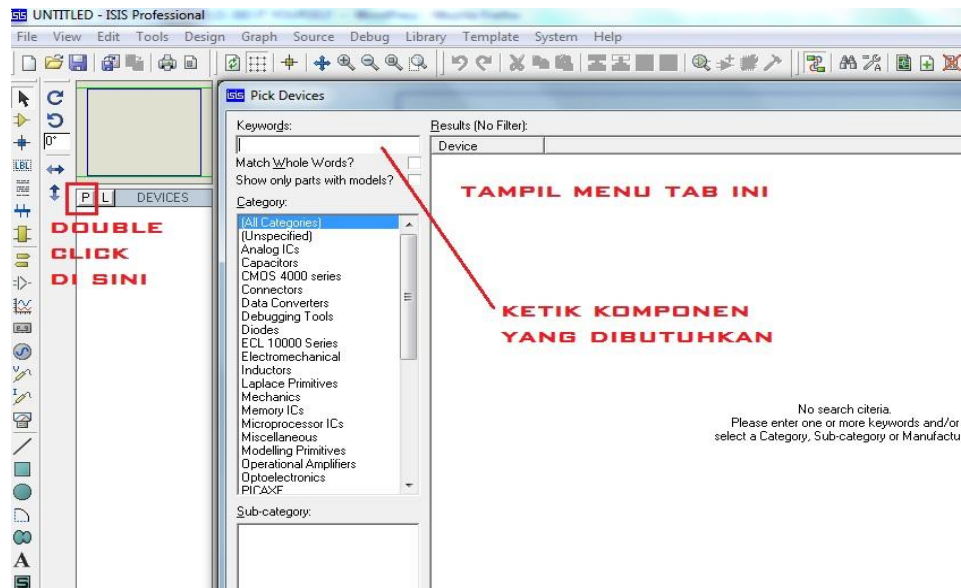 ISIS UNTITLED - ISIS Professional
File View Edit Tools Design Graph Source Debug Library Template System Help
ISIS Pick Devices
Keywords:
Results (No Filter):
Device
Match Whole Words?
Show only parts with models?
Category:
(All Categories)
(Unspecified)
Analog ICs
Capacitors
CMOS 4000 series
Connectors
Data Converters
Debugging Tools
Diodes
ECL 10000 Series
Electromechanical
Inductors
Laplace Primitives
Mechanics
Memory ICs
Microprocessor ICs
Miscellaneous
Modelling Primitives
Operational Amplifiers
Optoelectronics
PICAXE
Sub-category:
0°
LBL
P L DEVICES
DOUBLE
CLICK
DI SINI
A
S
TAMPIL MENU TAB INI
KETIK KOMPONEN
YANG DIBUTUHKAN
No search citeria.
Please enter one or more keywords and/or
select a Category, Sub-category or Manufactu